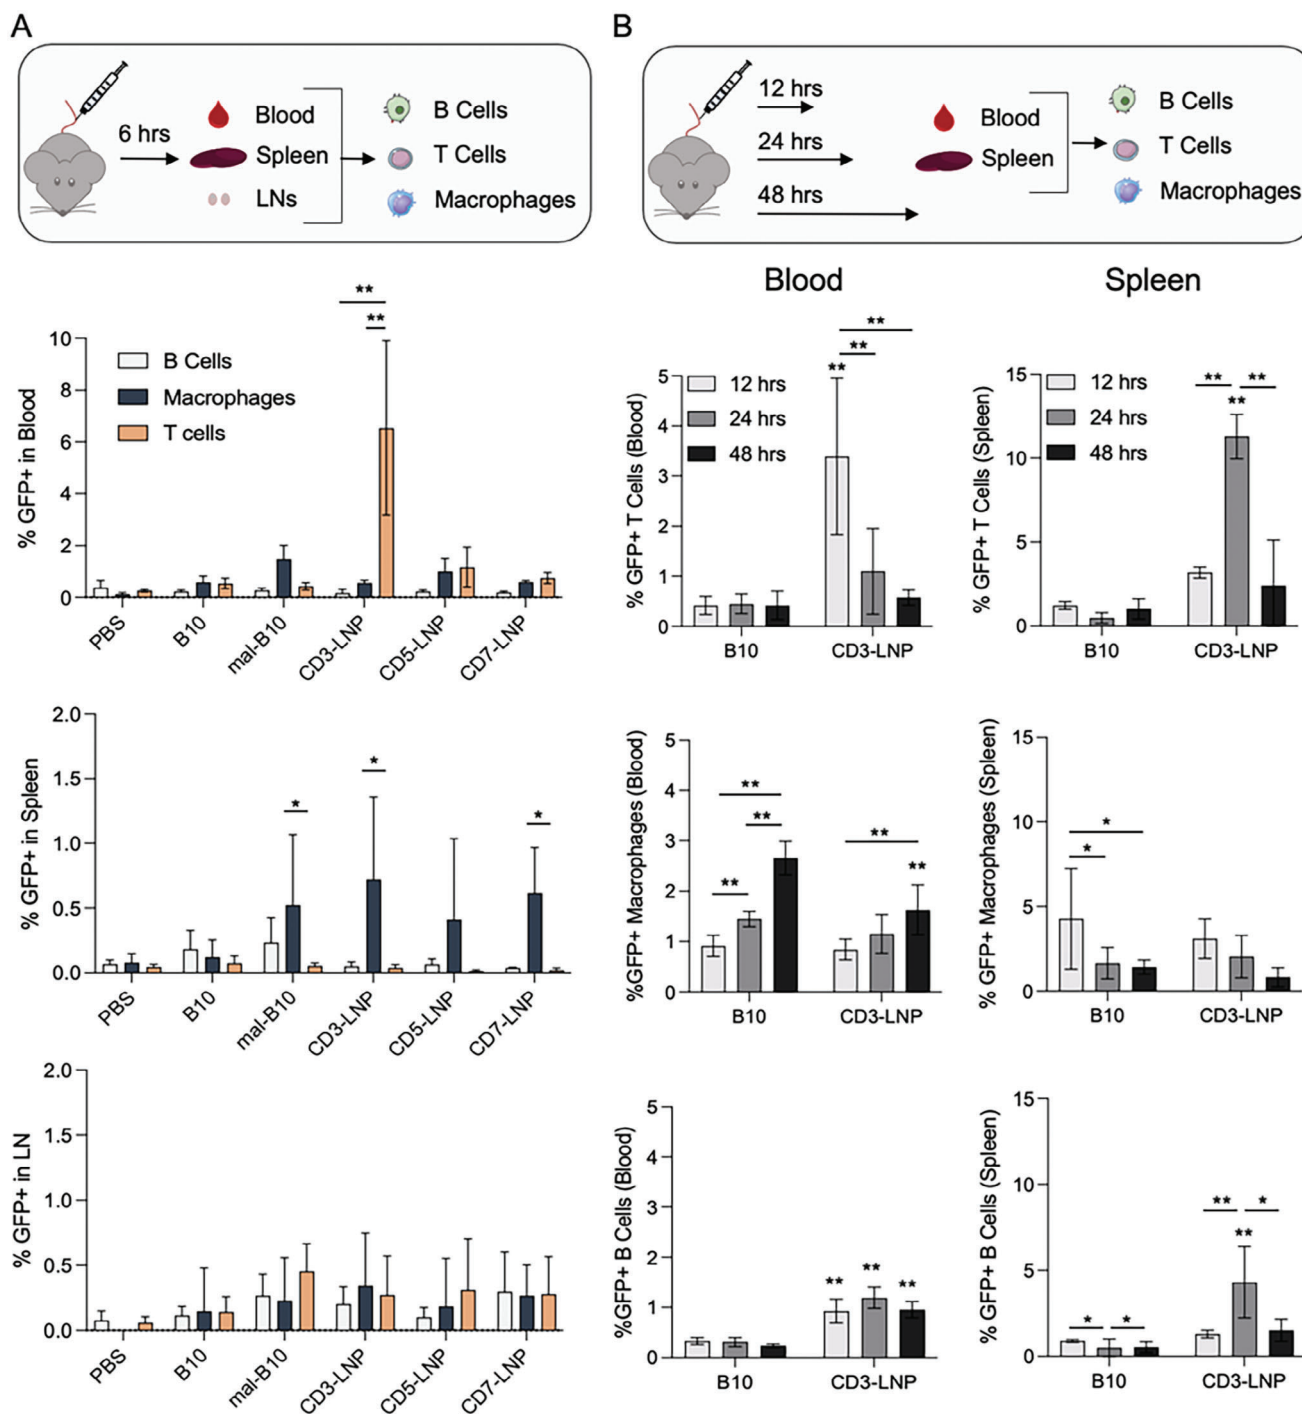 A
6 hrs
Blood
Spleen
LNs
B Cells
T Cells
Macrophages
% GFP+ in Blood
10
8
6
4
2
0
B Cells
Macrophages
T cells
**
**
PBS
B10
mal-B10
CD3-LNP
CD5-LNP
CD7-LNP
% GFP+ in Spleen
2.0
1.5
1.0
0.5
0.0
*
*
*
PBS
B10
mal-B10
CD3-LNP
CD5-LNP
CD7-LNP
% GFP+ in LN
2.0
1.5
1.0
0.5
0.0
PBS
B10
mal-B10
CD3-LNP
CD5-LNP
CD7-LNP
B
12 hrs
24 hrs
48 hrs
Blood
Spleen
B Cells
T Cells
Macrophages
Blood
Spleen
% GFP+ T Cells (Blood)
5
4
3
2
1
0
12 hrs
24 hrs
48 hrs
**
**
**
B10
CD3-LNP
% GFP+ T Cells (Spleen)
15
10
5
0
12 hrs
24 hrs
48 hrs
** **
**
B10
CD3-LNP
%GFP+ Macrophages (Blood)
5
4
3
2
1
0
**
**
**
**
**
B10
CD3-LNP
% GFP+ Macrophages (Spleen)
15
10
5
0
*
*
B10
CD3-LNP
%GFP+ B Cells (Blood)
5
4
3
2
1
0
** ** **
B10
CD3-LNP
% GFP+ B Cells (Spleen)
15
10
5
0
* *
** *
**
B10
CD3-LNP